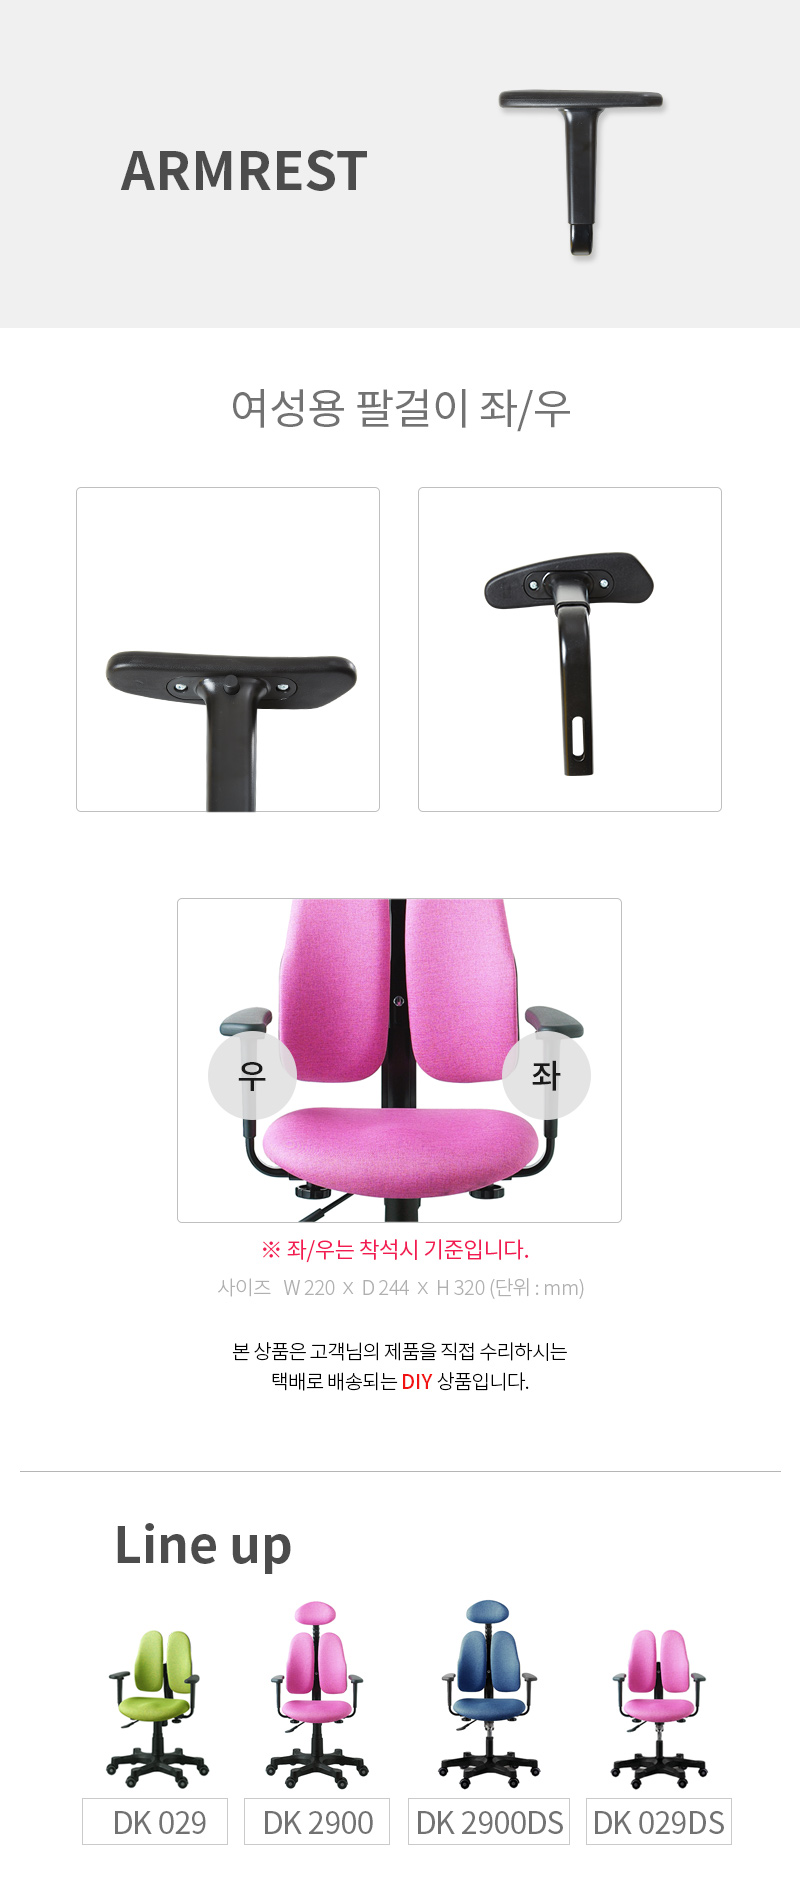 ARMREST
여성용 팔걸이 좌/우
우
좌
※ 좌/우는 착석시 기준입니다.
사이즈 W 220 × D 244 × H 320 (단위 : mm)
본 상품은 고객님의 제품을 직접 수리하시는
택배로 배송되는 DIY 상품입니다.
Line up
DK 029
DK 2900
DK 2900DS
DK 029DS